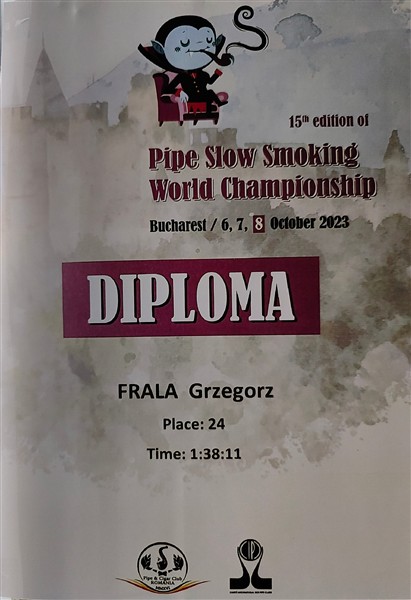 15th edition of
Pipe Slow Smoking
World Championship
Bucharest / 6, 7, 8 October 2023
DIPLOMA
FRALA Grzegorz
Place: 24
Time: 1:38:11
Pipe & Cigar Club
ROMANIA